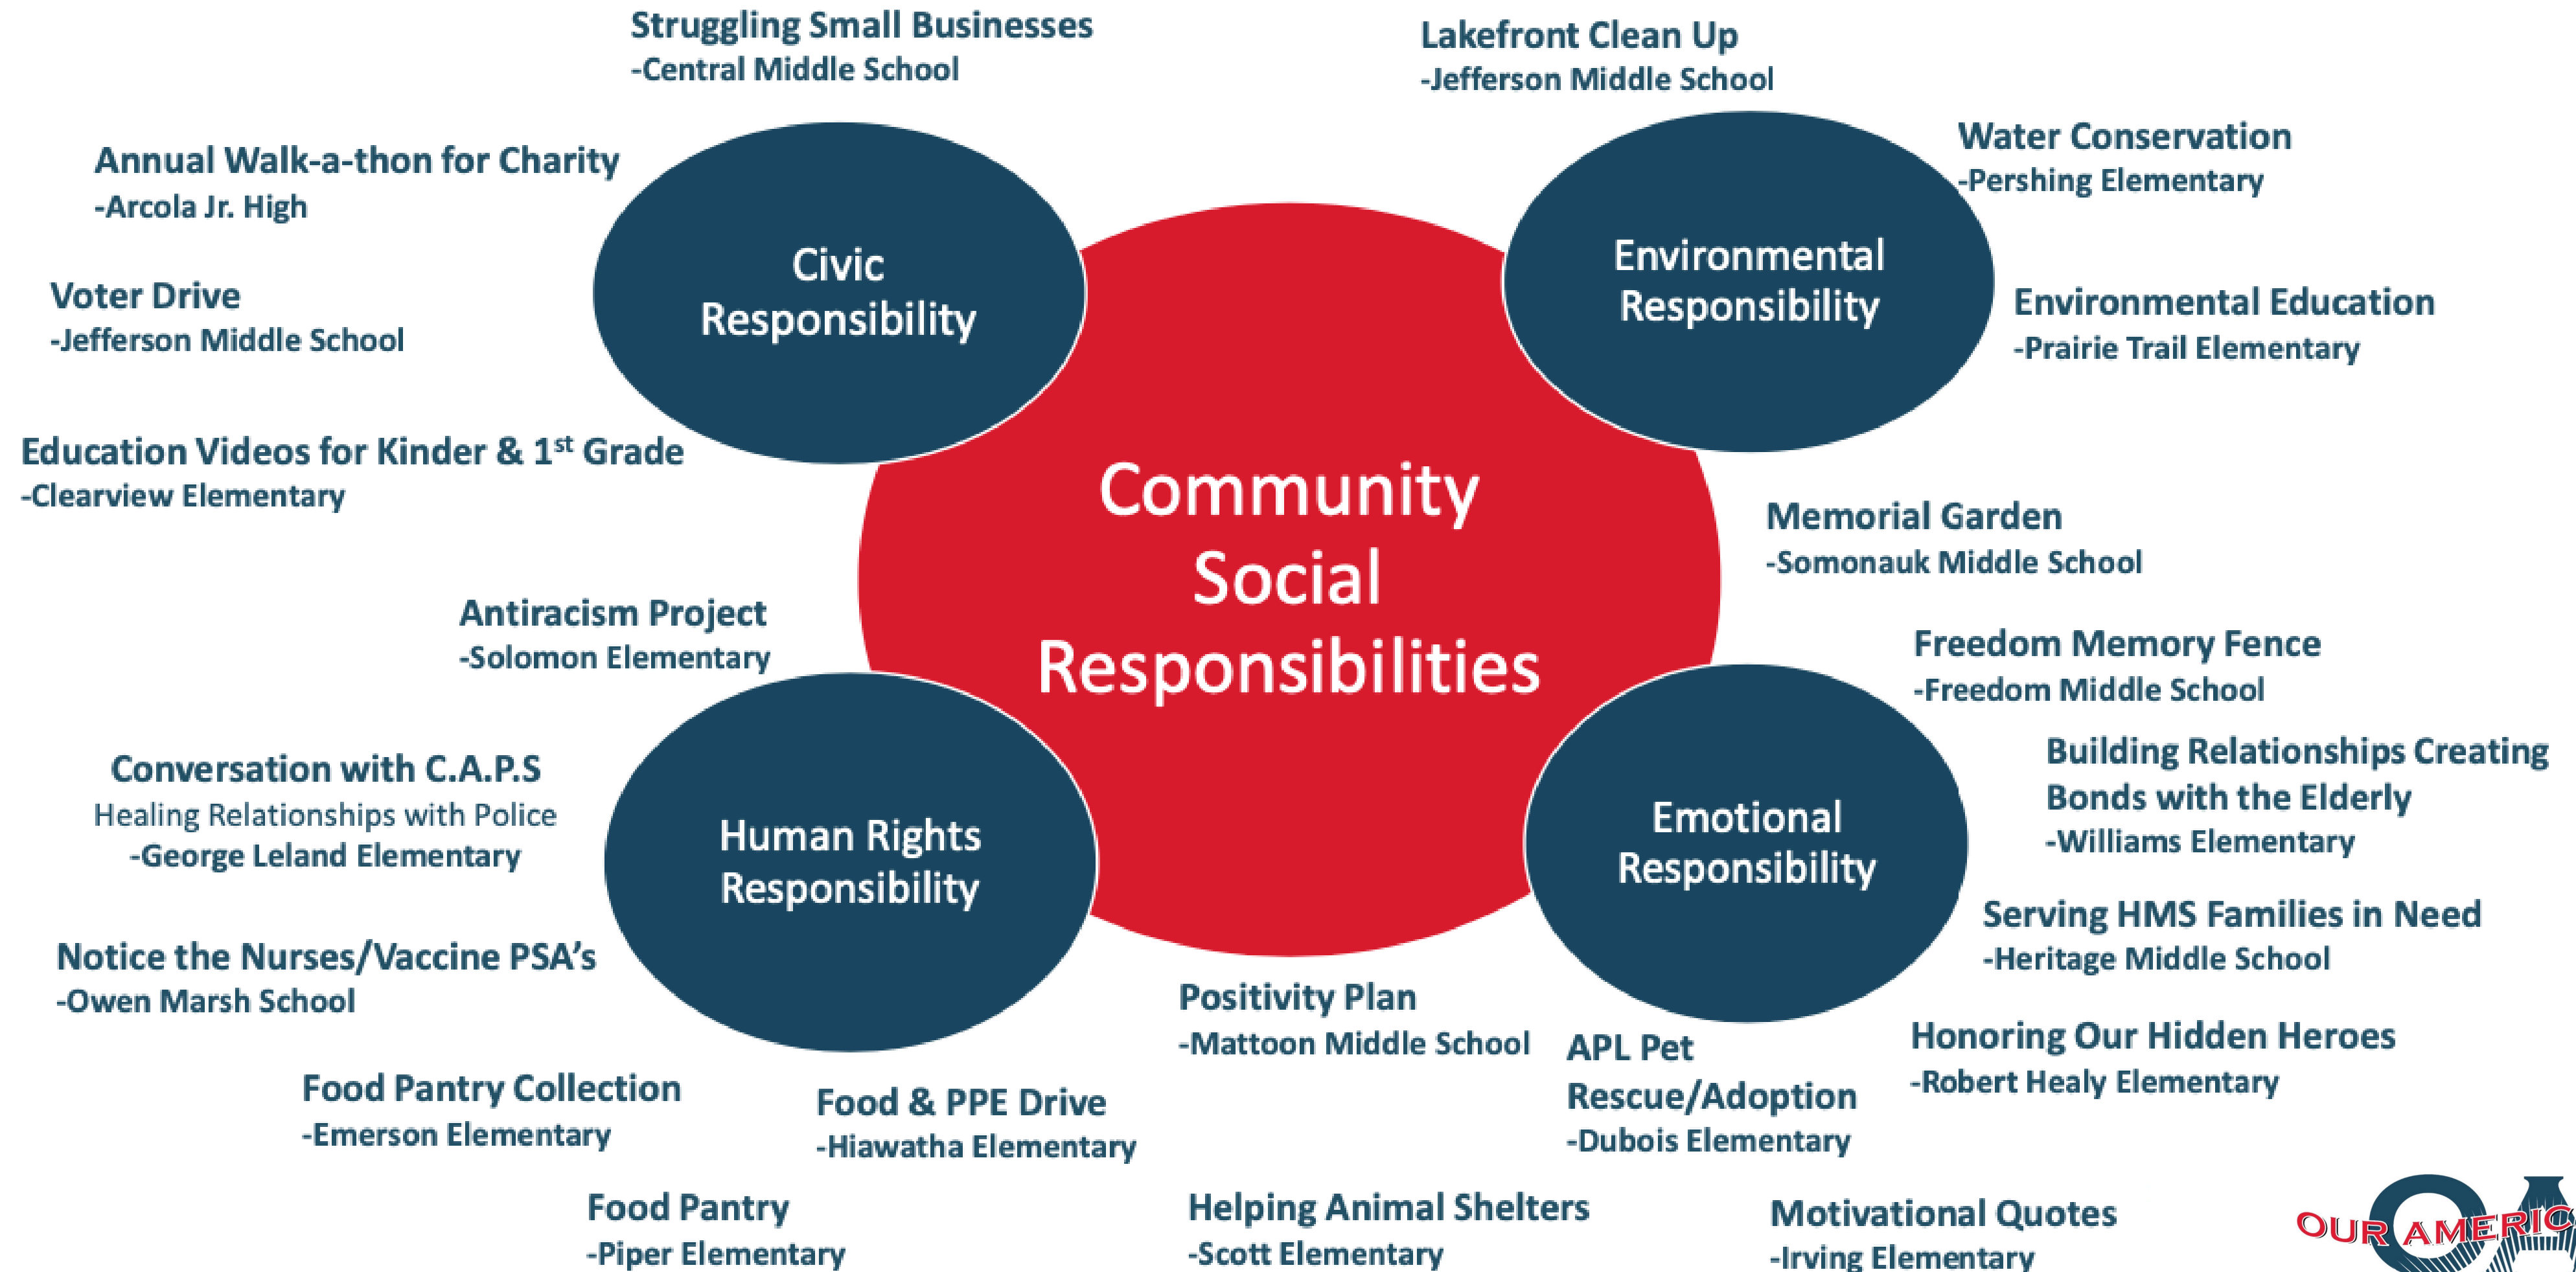 Struggling Small Businesses
-Central Middle School
Lakefront Clean Up
-Jefferson Middle School
Annual Walk-a-thon for Charity
-Arcola Jr. High
Water Conservation
-Pershing Elementary
Civic
Responsibility
Environmental
Responsibility
Voter Drive
-Jefferson Middle School
Environmental Education
-Prairie Trail Elementary
Education Videos for Kinder & 1st Grade
-Clearview Elementary
Community
Social
Responsibilities
Memorial Garden
-Somonauk Middle School
Antiracism Project
-Solomon Elementary
Freedom Memory Fence
-Freedom Middle School
Conversation with C.A.P.S
Healing Relationships with Police
-George Leland Elementary
Human Rights
Responsibility
Emotional
Responsibility
Building Relationships Creating
Bonds with the Elderly
-Williams Elementary
Notice the Nurses/Vaccine PSA’s
-Owen Marsh School
Serving HMS Families in Need
-Heritage Middle School
Positivity Plan
-Mattoon Middle School
APL Pet
Rescue/Adoption
-Dubois Elementary
Honoring Our Hidden Heroes
-Robert Healy Elementary
Food Pantry Collection
-Emerson Elementary
Food & PPE Drive
-Hiawatha Elementary
Food Pantry
-Piper Elementary
Helping Animal Shelters
-Scott Elementary
Motivational Quotes
-Irving Elementary
OUR AMERIC